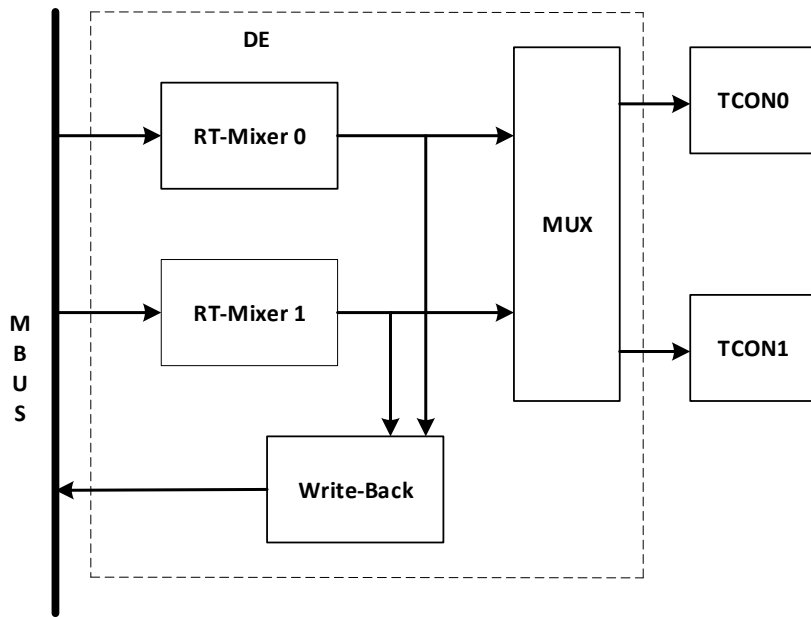 DE
RT-Mixer 0
TCON0
MUX
RT-Mixer 1
TCON1
M
B
U
S
Write-Back